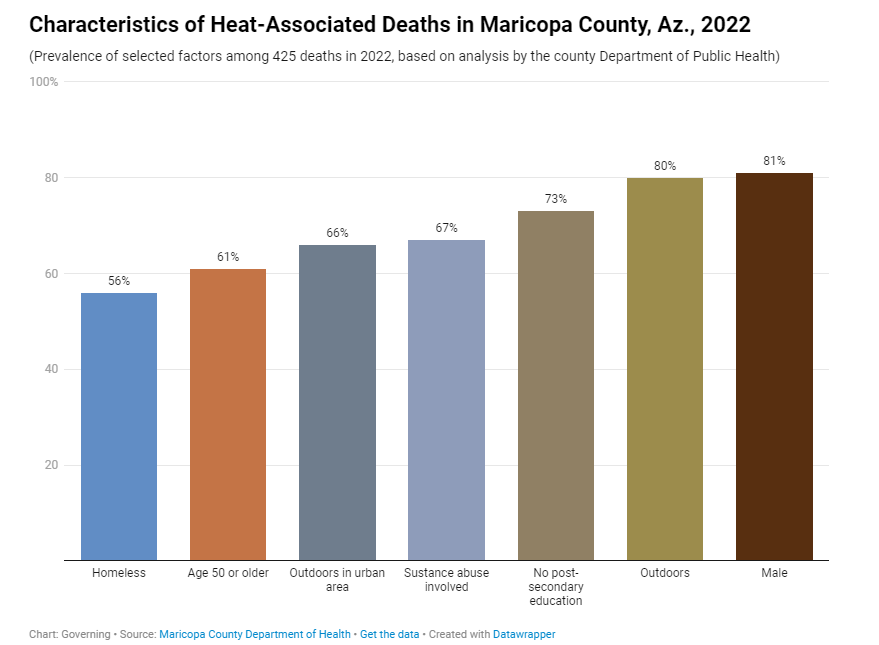 Characteristics of Heat-Associated Deaths in Maricopa County, Az., 2022
(Prevalence of selected factors among 425 deaths in 2022, based on analysis by the county Department of Public Health)
100%
80
60
40
20
56%
61%
66%
67%
73%
80%
81%
Homeless
Age 50 or older
Outdoors in urban
area
Sustance abuse
involved
No post-
secondary
education
Outdoors
Male
Chart: Governing • Source: Maricopa County Department of Health • Get the data • Created with Datawrapper